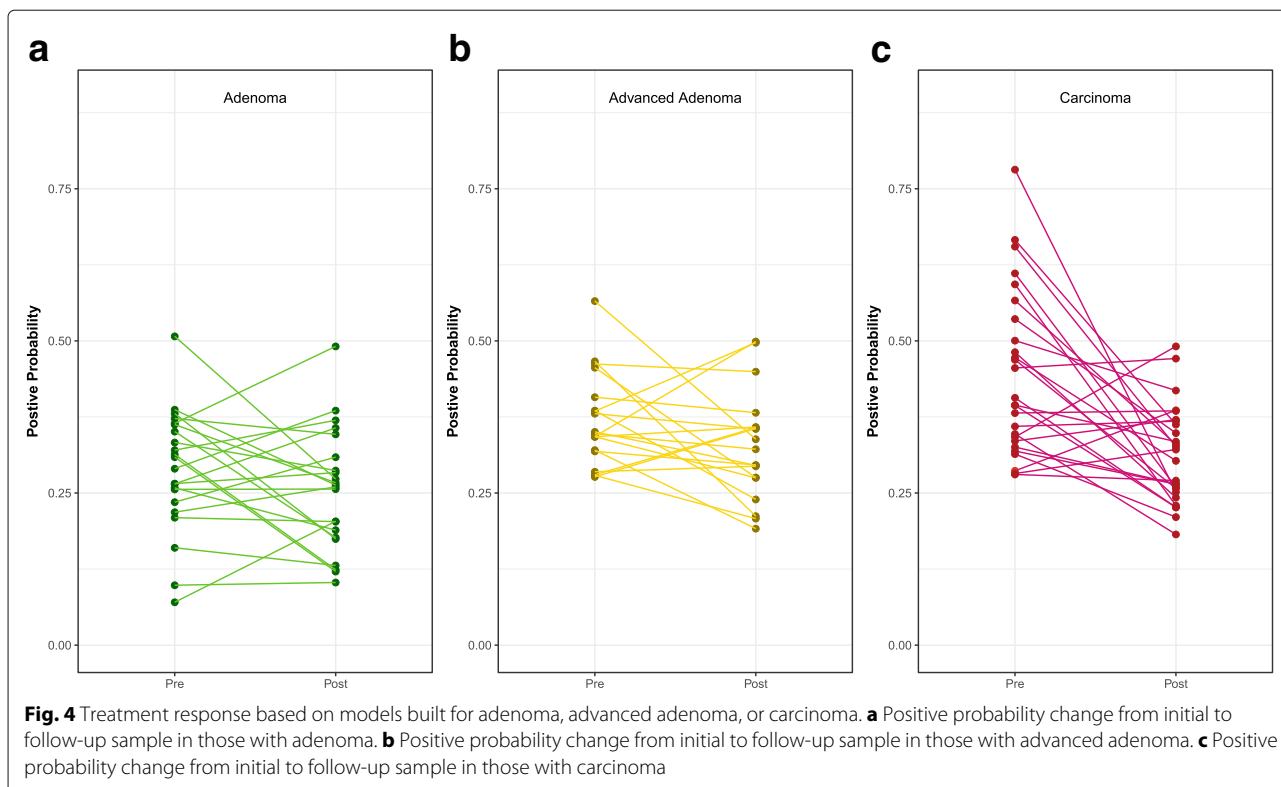 a
b
c
Adenoma
Advanced Adenoma
Carcinoma
0.75
0.50
0.25
0.00
Postive Probability
Pre
Post
0.75
0.50
0.25
0.00
Postive Probability
Pre
Post
0.75
0.50
0.25
0.00
Postive Probability
Pre
Post
Fig. 4 Treatment response based on models built for adenoma, advanced adenoma, or carcinoma. a Positive probability change from initial to
follow-up sample in those with adenoma. b Positive probability change from initial to follow-up sample in those with advanced adenoma. c Positive
probability change from initial to follow-up sample in those with carcinoma